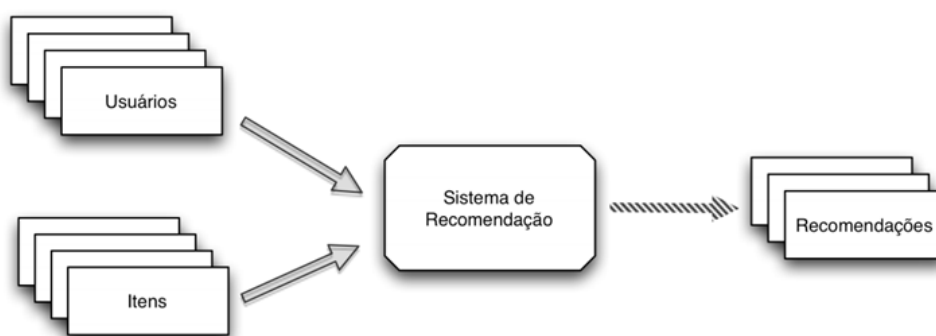 Usuários
Itens
Sistema de
Recomendação
Recomendações